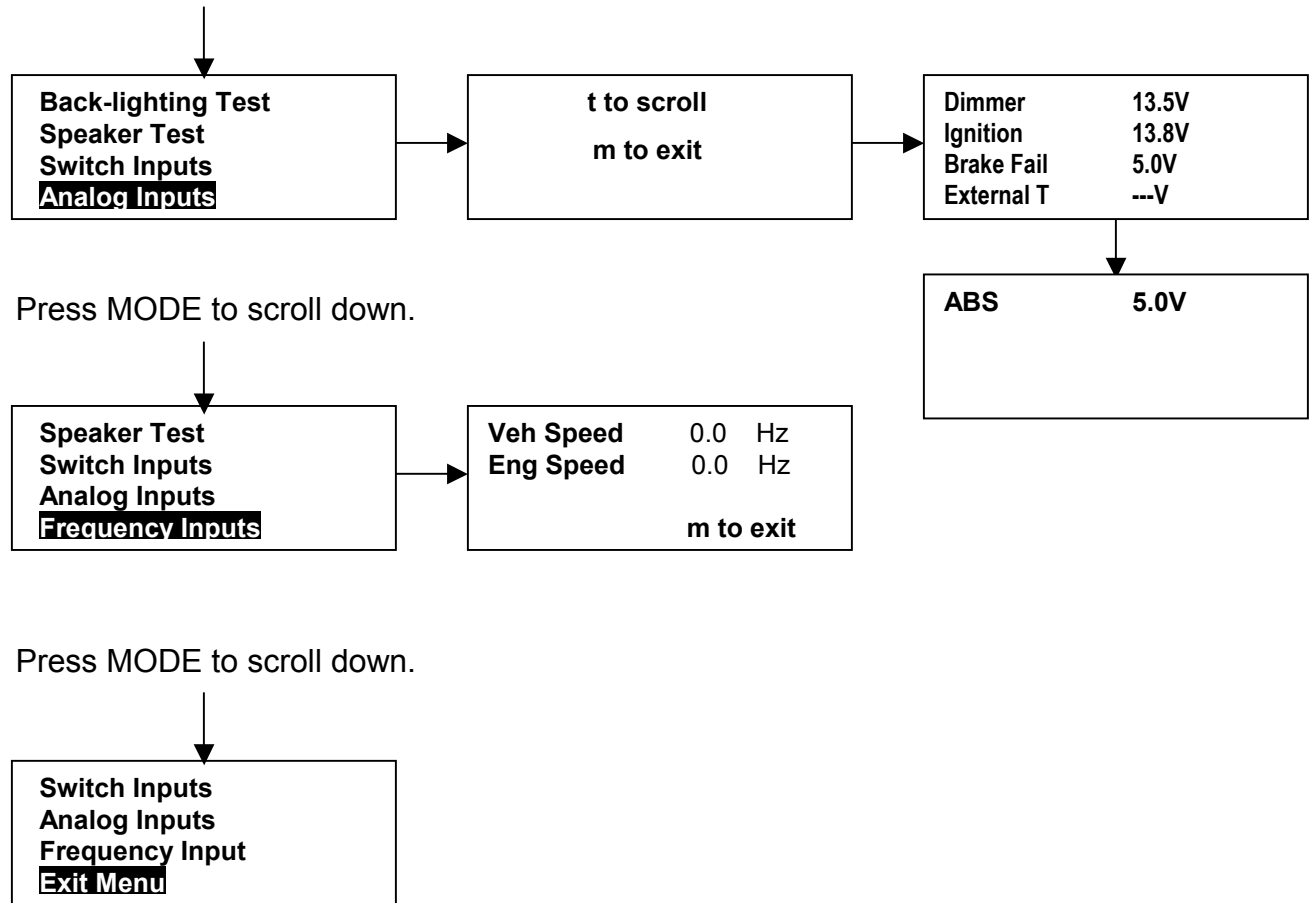 Back-lighting Test
Speaker Test
Switch Inputs
Analog Inputs
t to scroll
m to exit
Dimmer 13.5V
Ignition 13.8V
Brake Fail 5.0V
External T ---V
ABS 5.0V
Press MODE to scroll down.
Speaker Test
Switch Inputs
Analog Inputs
Frequency Inputs
Veh Speed 0.0 Hz
Eng Speed 0.0 Hz
m to exit
Press MODE to scroll down.
Switch Inputs
Analog Inputs
Frequency Input
Exit Menu